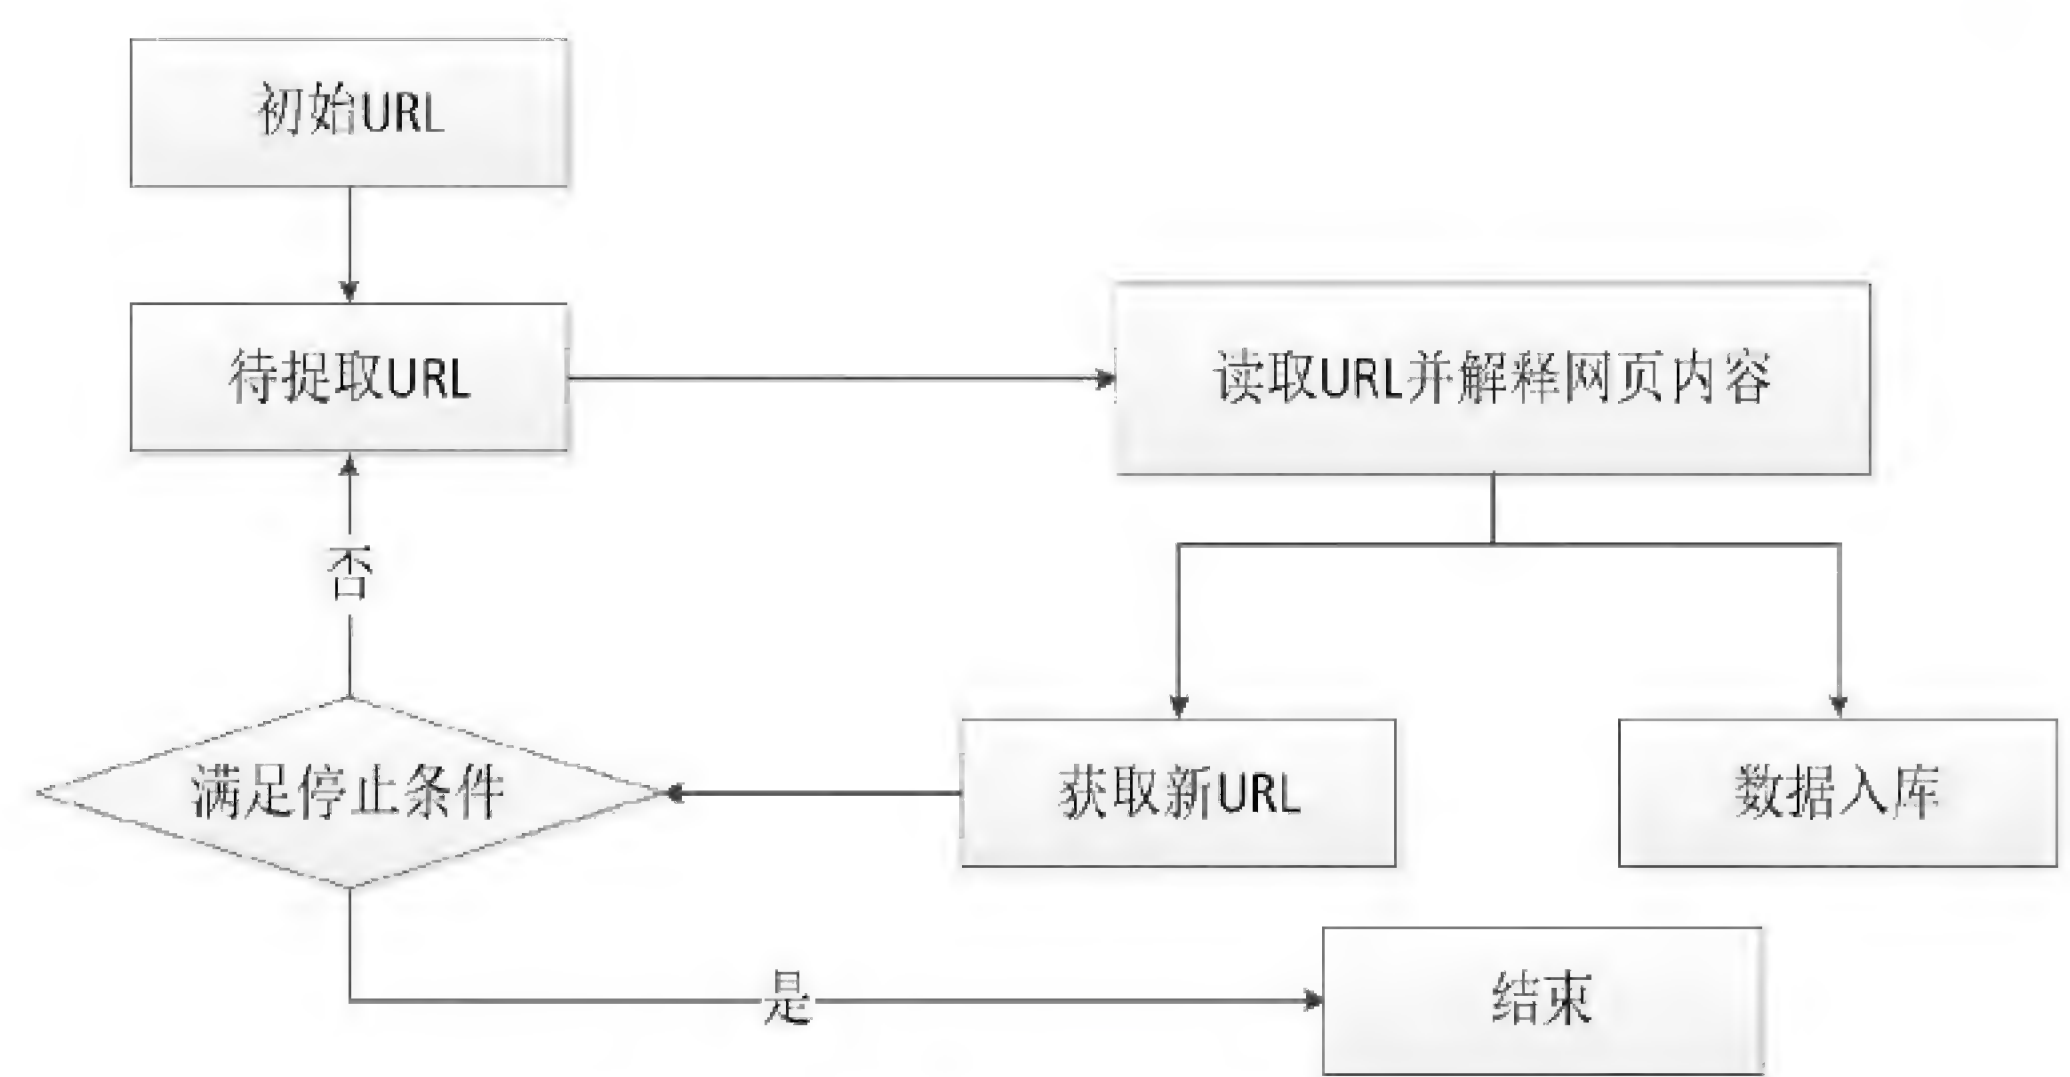 初始URL
待捉取URL
读取URL并解释网页内容
否
满足停止条件
获取新URL
数据入库
是
结束